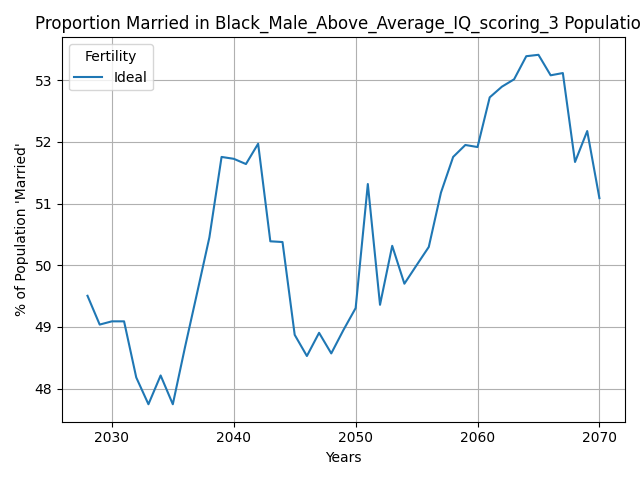 Proportion Married in Black_Male_Above_Average_IQ_scoring_3 Populatio
Fertility
Ideal
% of Population 'Married'
53
52
51
50
49
48
2030 2040 2050 2060 2070
Years